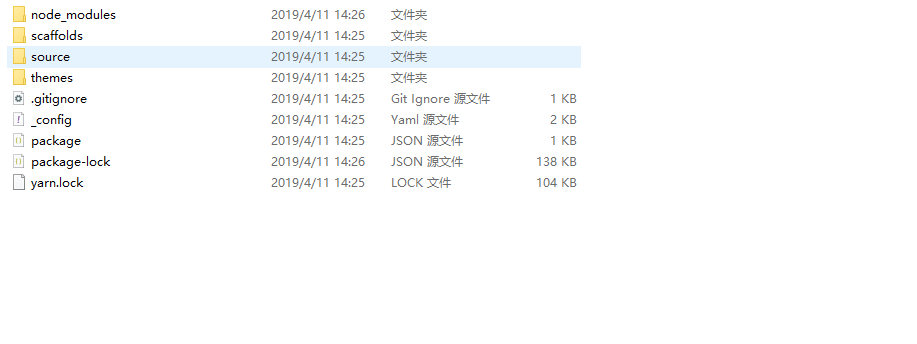 node_modules 2019/4/11 14:26 文件夹
scaffolds 2019/4/11 14:25 文件夹
source 2019/4/11 14:25 文件夹
themes 2019/4/11 14:25 文件夹
.gitignore 2019/4/11 14:25 Git Ignore 源文件 1 KB
_config 2019/4/11 14:25 Yaml 源文件 2 KB
package 2019/4/11 14:25 JSON 源文件 1 KB
package-lock 2019/4/11 14:26 JSON 源文件 138 KB
yarn.lock 2019/4/11 14:25 LOCK 文件 104 KB